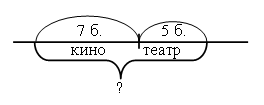 7 б. 5 б.
кино театр
?